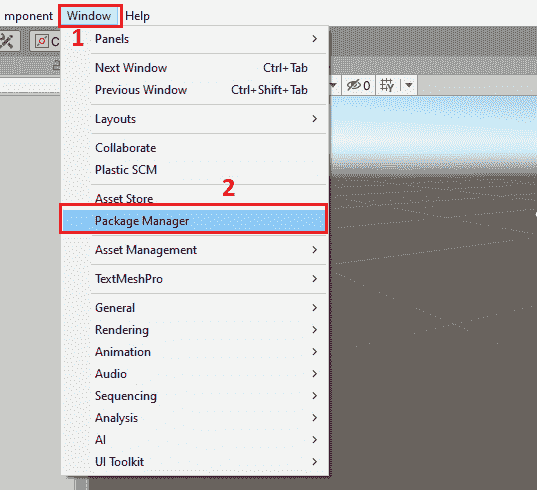 mponent Window Help
1
C
0
Panels
Next Window Ctrl+Tab
Previous Window Ctrl+Shift+Tab
Layouts
Collaborate
Plastic SCM
Asset Store
2
Package Manager
Asset Management
TextMeshPro
General
Rendering
Animation
Audio
Sequencing
Analysis
AI
UI Toolkit